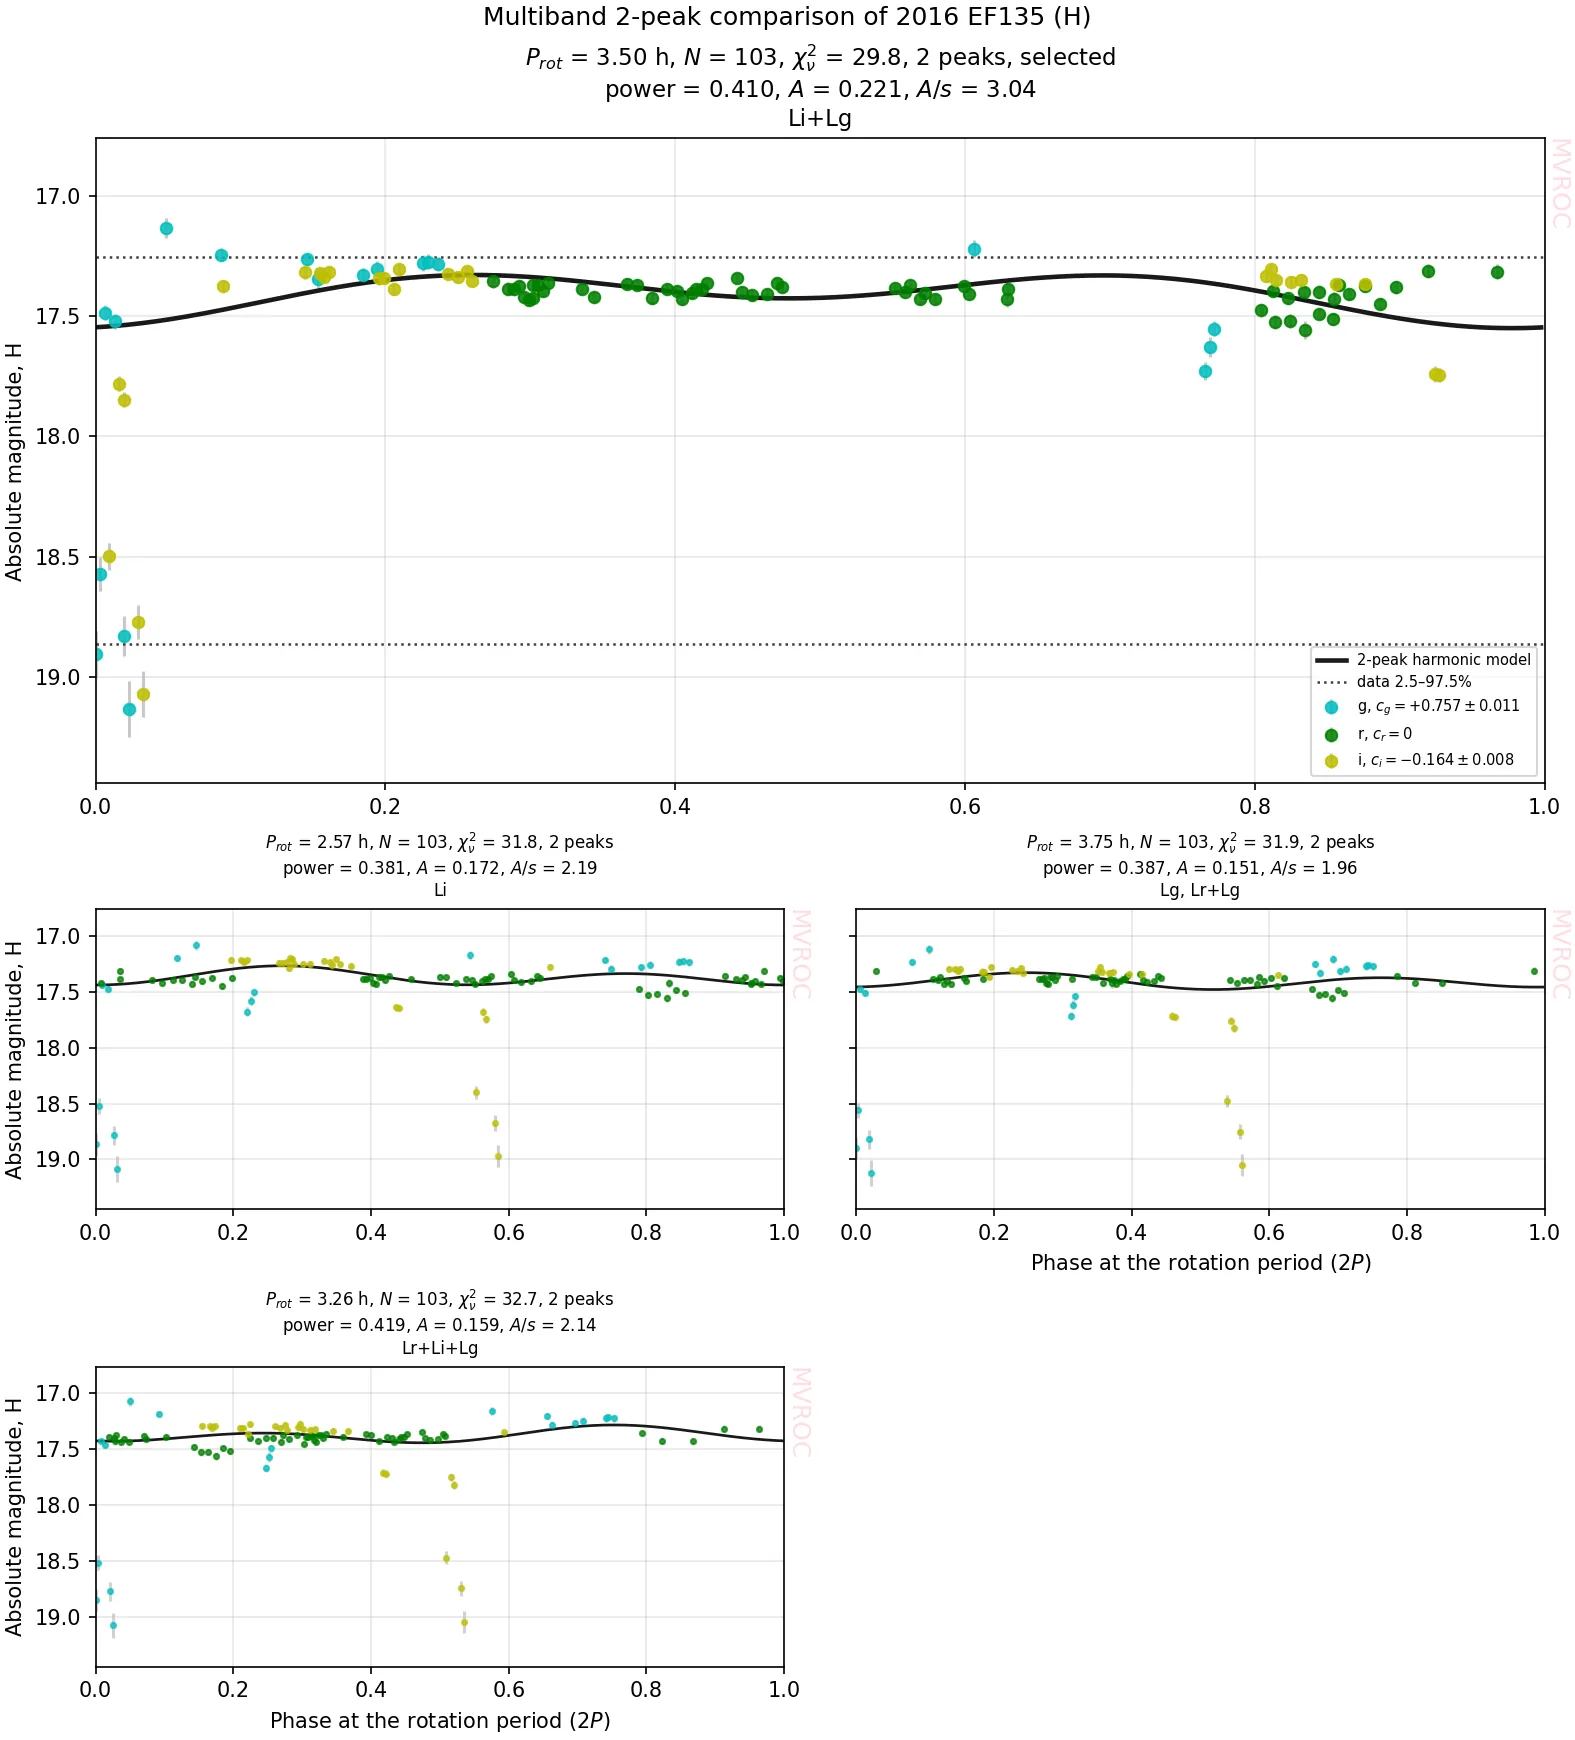 Multiband 2-peak comparison of 2016 EF135 (H)
P_rot = 3.50 h, N = 103, χ²_ν = 29.8, 2 peaks, selected
power = 0.410, A = 0.221, A/s = 3.04
Li+Lg
MVROC
Absolute magnitude, H
17.0
17.5
18.0
18.5
19.0
2-peak harmonic model
data 2.5–97.5%
g, c_g = +0.757 ± 0.011
r, c_r = 0
i, c_i = −0.164 ± 0.008
0.0 0.2 0.4 0.6 0.8 1.0
P_rot = 2.57 h, N = 103, χ²_ν = 31.8, 2 peaks
power = 0.381, A = 0.172, A/s = 2.19
Li
MVROC
Absolute magnitude, H
17.0
17.5
18.0
18.5
19.0
0.0 0.2 0.4 0.6 0.8 1.0
P_rot = 3.75 h, N = 103, χ²_ν = 31.9, 2 peaks
power = 0.387, A = 0.151, A/s = 1.96
Lg, Lr+Lg
MVROC
0.0 0.2 0.4 0.6 0.8 1.0
Phase at the rotation period (2P)
P_rot = 3.26 h, N = 103, χ²_ν = 32.7, 2 peaks
power = 0.419, A = 0.159, A/s = 2.14
Lr+Li+Lg
MVROC
Absolute magnitude, H
17.0
17.5
18.0
18.5
19.0
0.0 0.2 0.4 0.6 0.8 1.0
Phase at the rotation period (2P)